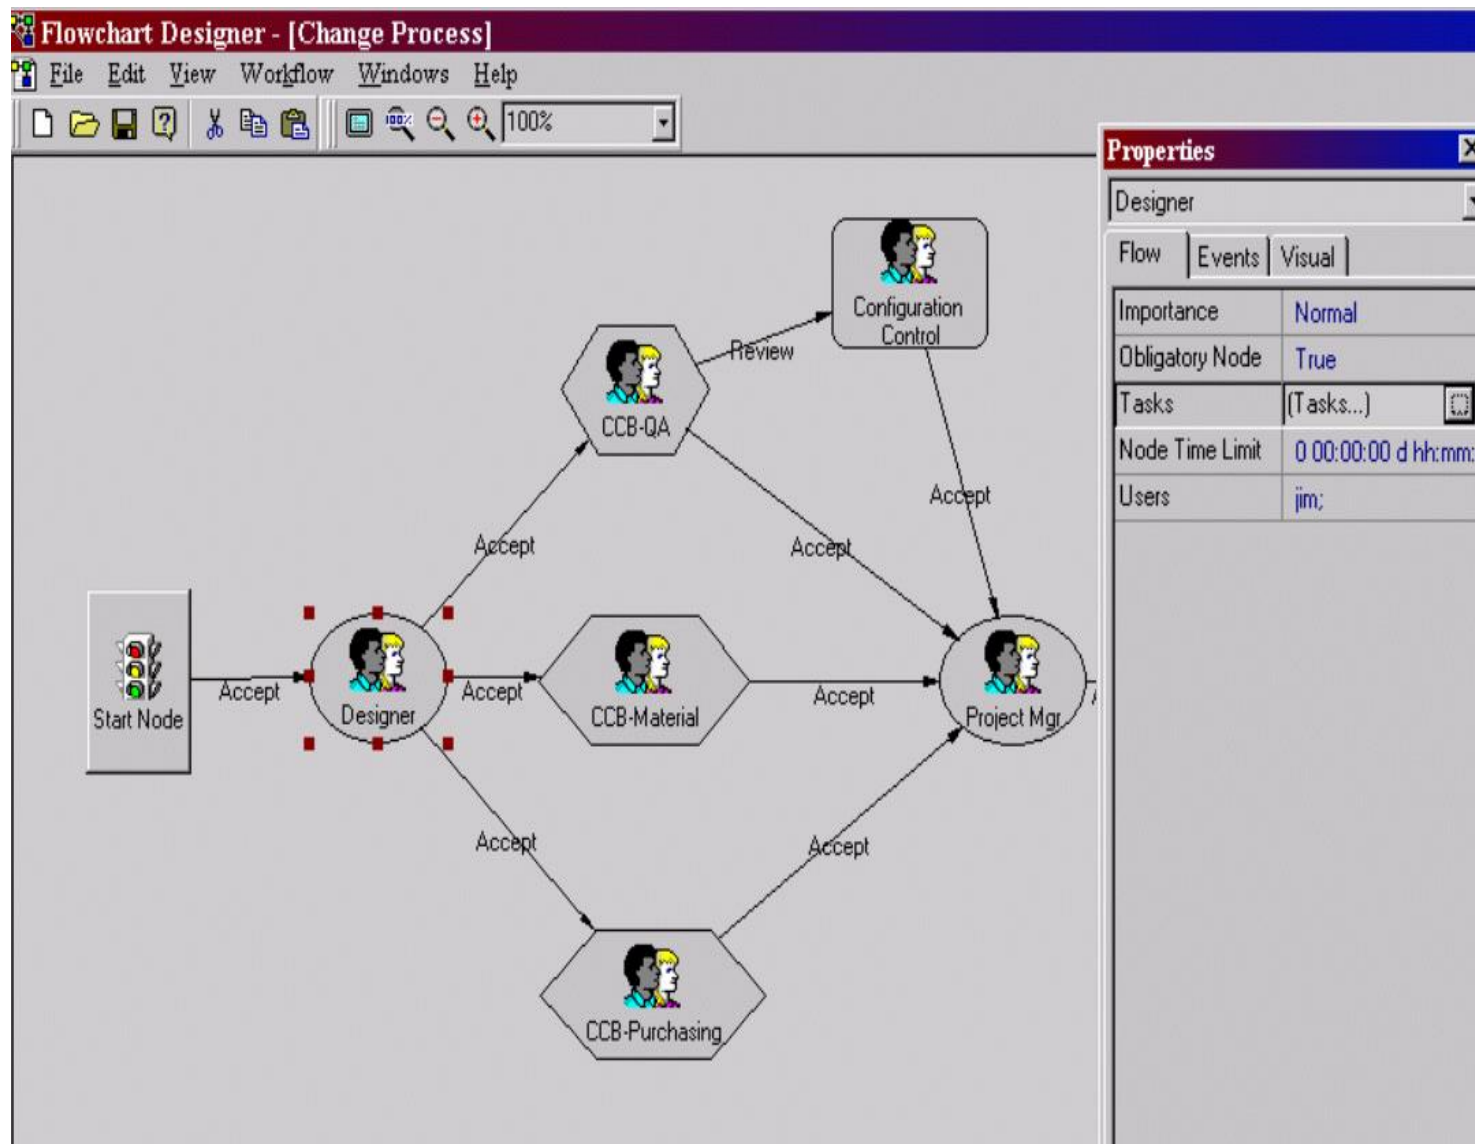 Flowchart Designer - [Change Process]
File Edit View Workflow Windows Help
100%
100%
Properties
Designer
Flow Events Visual
Importance Normal
Obligatory Node True
Tasks (Tasks...)
Node Time Limit 0 00:00:00 d hh:mm:
Users jim;
Configuration
Control
Review
CCB-QA
Accept
Accept
Accept
Start Node
Accept
Designer
Accept
CCB-Material
Accept
Project Mgr
Accept
Accept
CCB-Purchasing